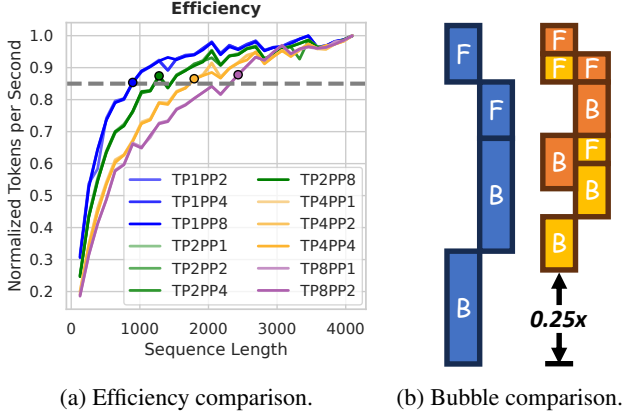 Efficiency
Normalized Tokens per Second
1.0
0.9
0.8
0.7
0.6
0.5
0.4
0.3
0.2
TP1PP2
TP1PP4
TP1PP8
TP2PP1
TP2PP2
TP2PP4
TP2PP8
TP4PP1
TP4PP2
TP4PP4
TP8PP1
TP8PP2
0 1000 2000 3000 4000
Sequence Length
(a) Efficiency comparison.
F
F
B
B
F
F F
B
B F
B
B
0.25x
(b) Bubble comparison.